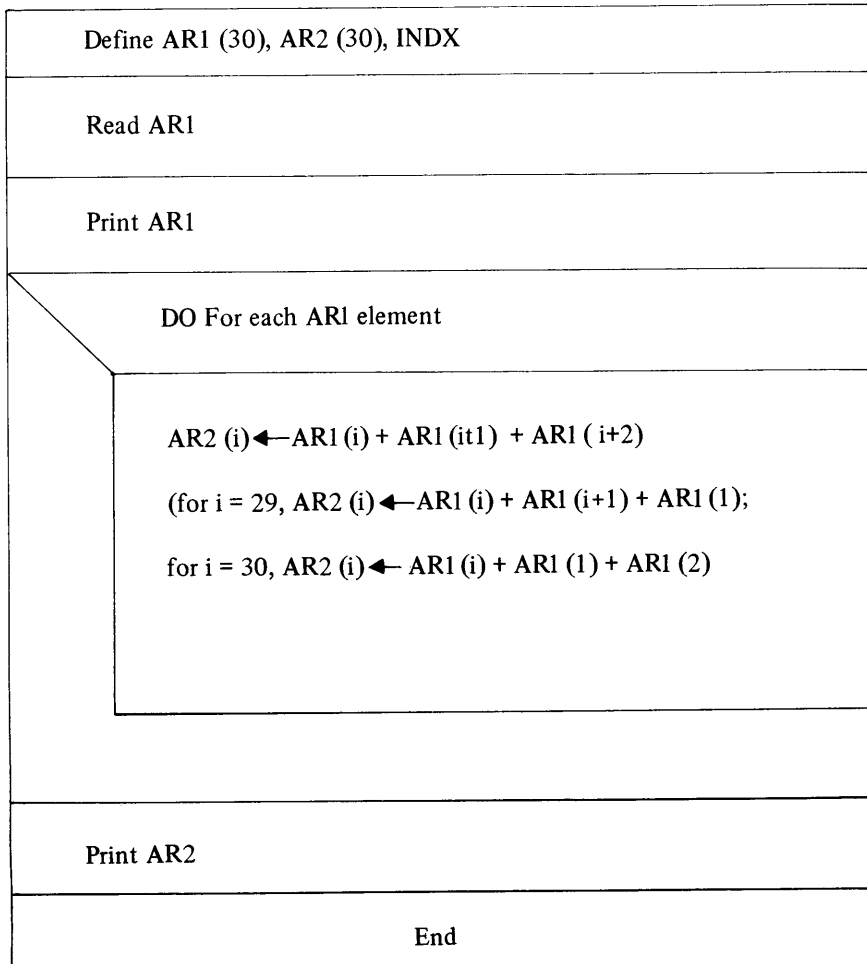 Define AR1 (30), AR2 (30), INDX
Read AR1
Print AR1
DO For each AR1 element
AR2 (i) ← AR1 (i) + AR1 (it1) + AR1 ( i+2)
(for i = 29, AR2 (i) ← AR1 (i) + AR1 (i+1) + AR1 (1);
for i = 30, AR2 (i) ← AR1 (i) + AR1 (1) + AR1 (2)
Print AR2
End